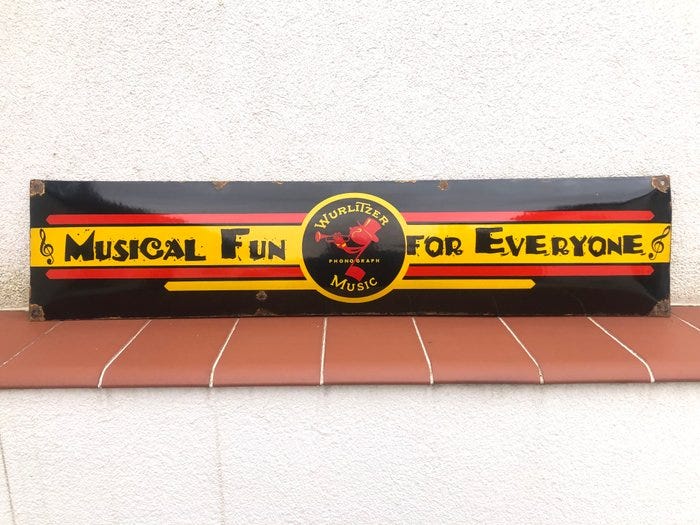 Musical Fun for Everyone
Wurlitzer
PHONOGRAPH
Music